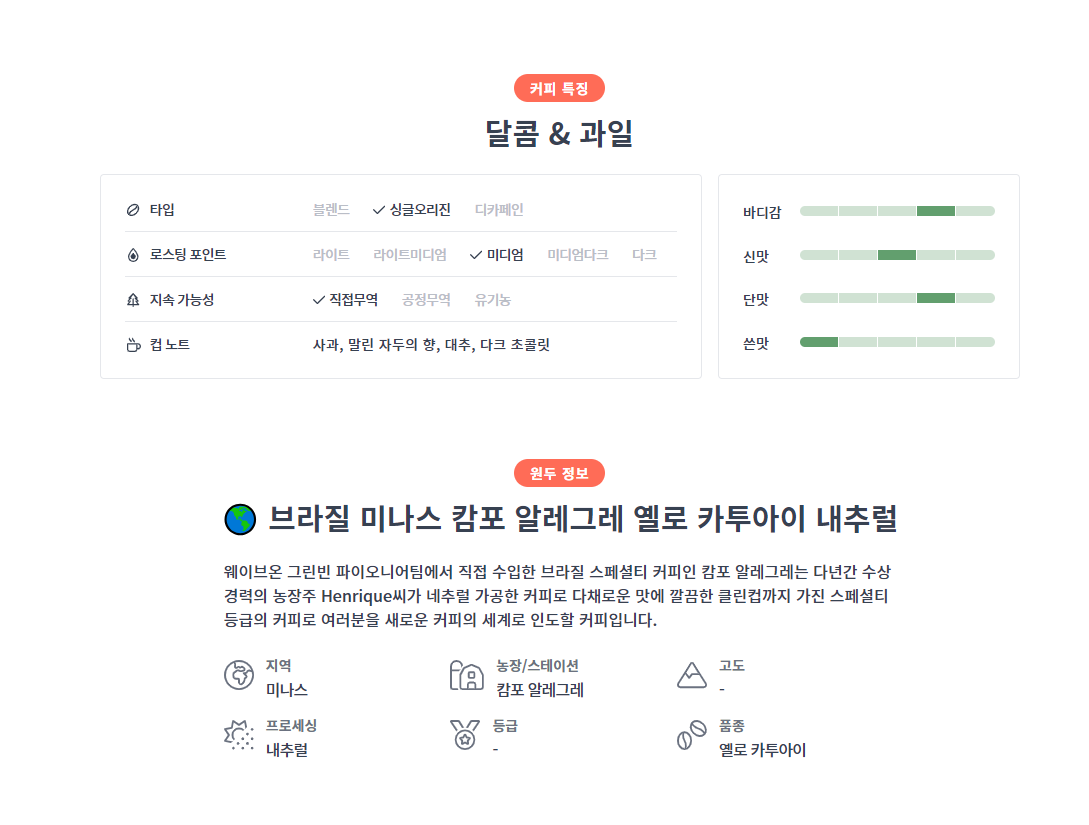 커피 특징
달콤 & 과일
타입 블렌드 싱글오리진 디카페인
로스팅 포인트 라이트 라이트미디엄 미디엄 미디엄다크 다크
지속 가능성 직접무역 공정무역 유기농
컵 노트 사과, 말린 자두의 향, 대추, 다크 초콜릿
바디감
신맛
단맛
쓴맛
원두 정보
브라질 미나스 캄포 알레그레 옐로 카투아이 내추럴
웨이브온 그린빈 파이오니어팀에서 직접 수입한 브라질 스페셜티 커피인 캄포 알레그레는 다년간 수상
경력의 농장주 Henrique씨가 네추럴 가공한 커피로 다채로운 맛에 깔끔한 클린컵까지 가진 스페셜티
등급의 커피로 여러분을 새로운 커피의 세계로 인도할 커피입니다.
지역 농장/스테이션 고도
미나스 캄포 알레그레 -
프로세싱 등급 품종
내추럴 - 옐로 카투아이